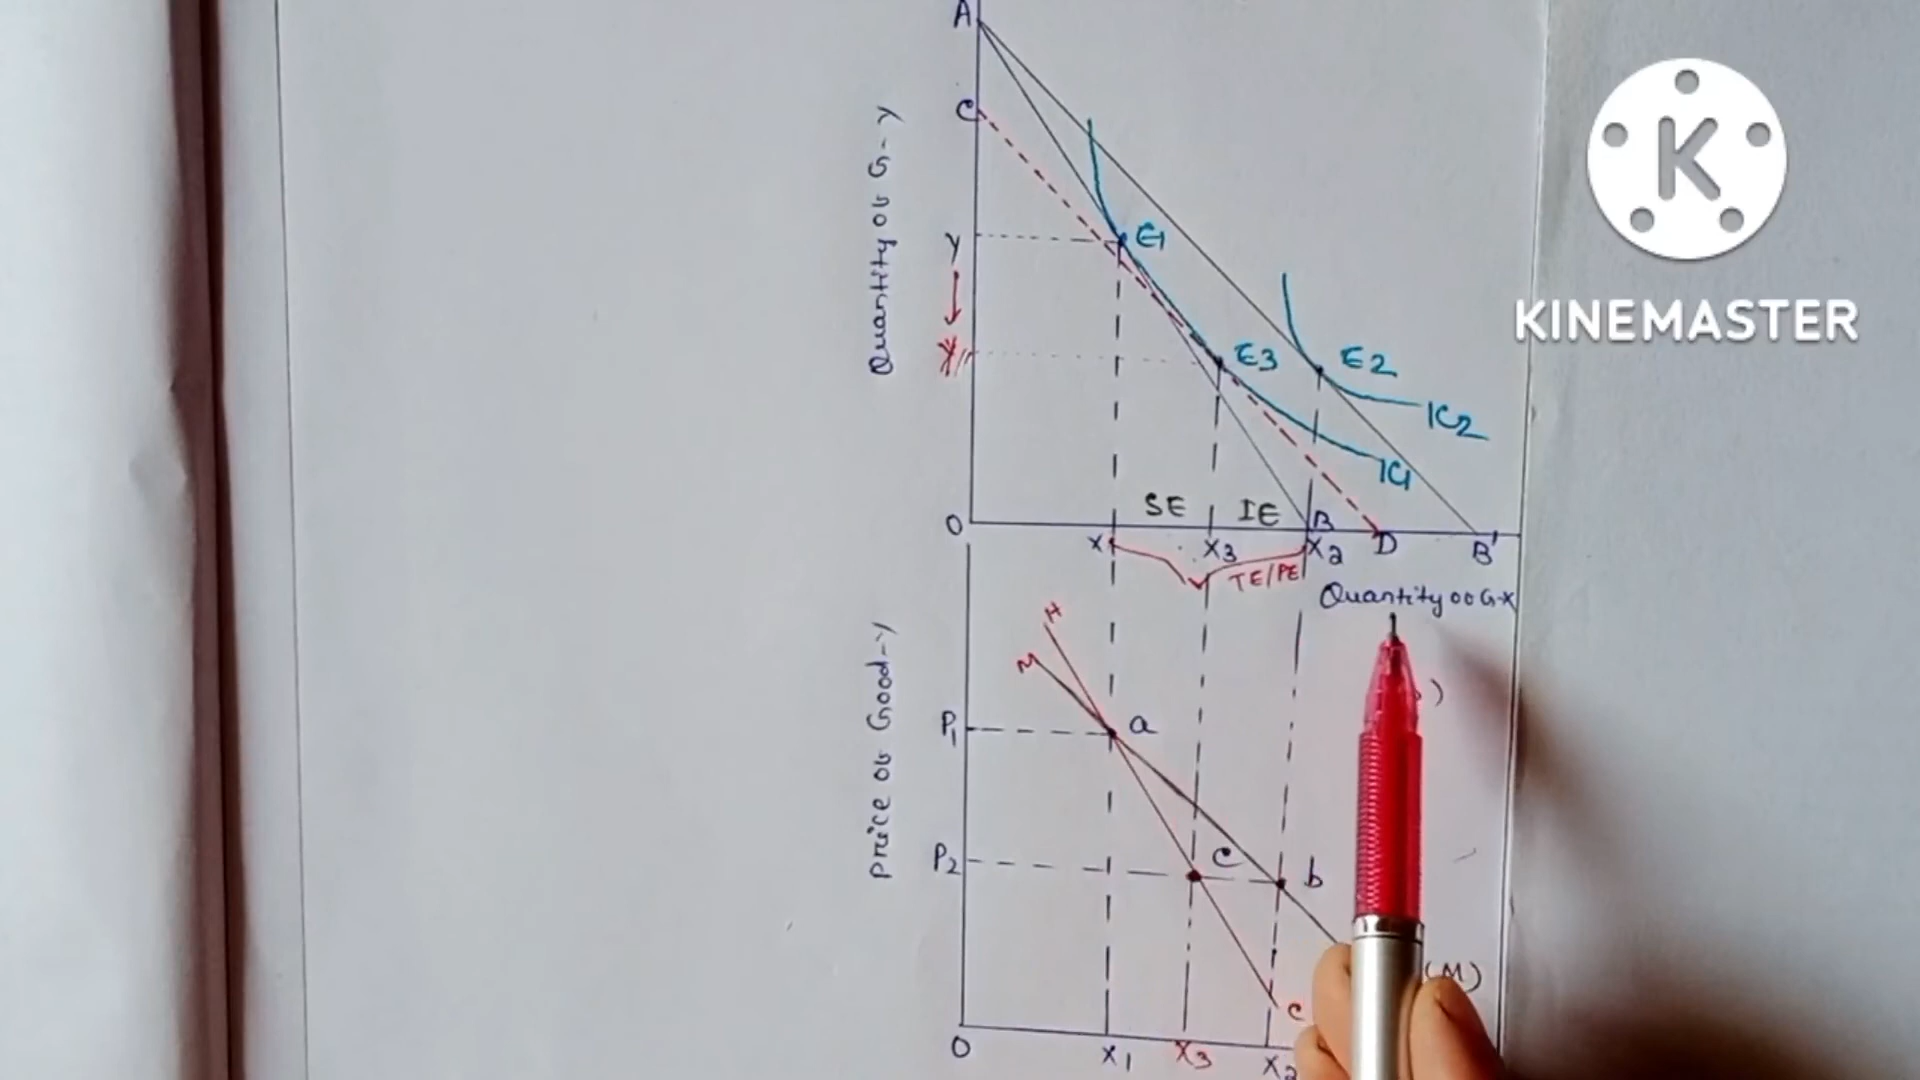 A
C
Quantity of G-y
Y
E1
E3
E2
IC2
IC1
SE
IE
O
B
X1
X3
X2
D
B'
TE/PE
Quantity of G-X
K
KINEMASTER
H
M
Price of Good-y
P1
a
P2
c
b
(M)
c
O
X1
X3
X2